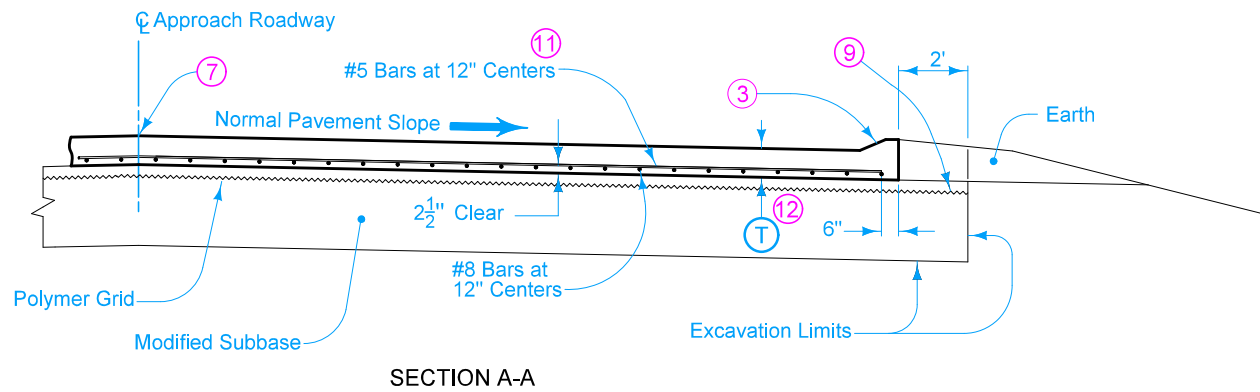 ℄ Approach Roadway
7
11
#5 Bars at 12" Centers
9
2'
3
Earth
Normal Pavement Slope
2½" Clear
12
T
6"
#8 Bars at
12" Centers
Polymer Grid
Modified Subbase
Excavation Limits
SECTION A-A